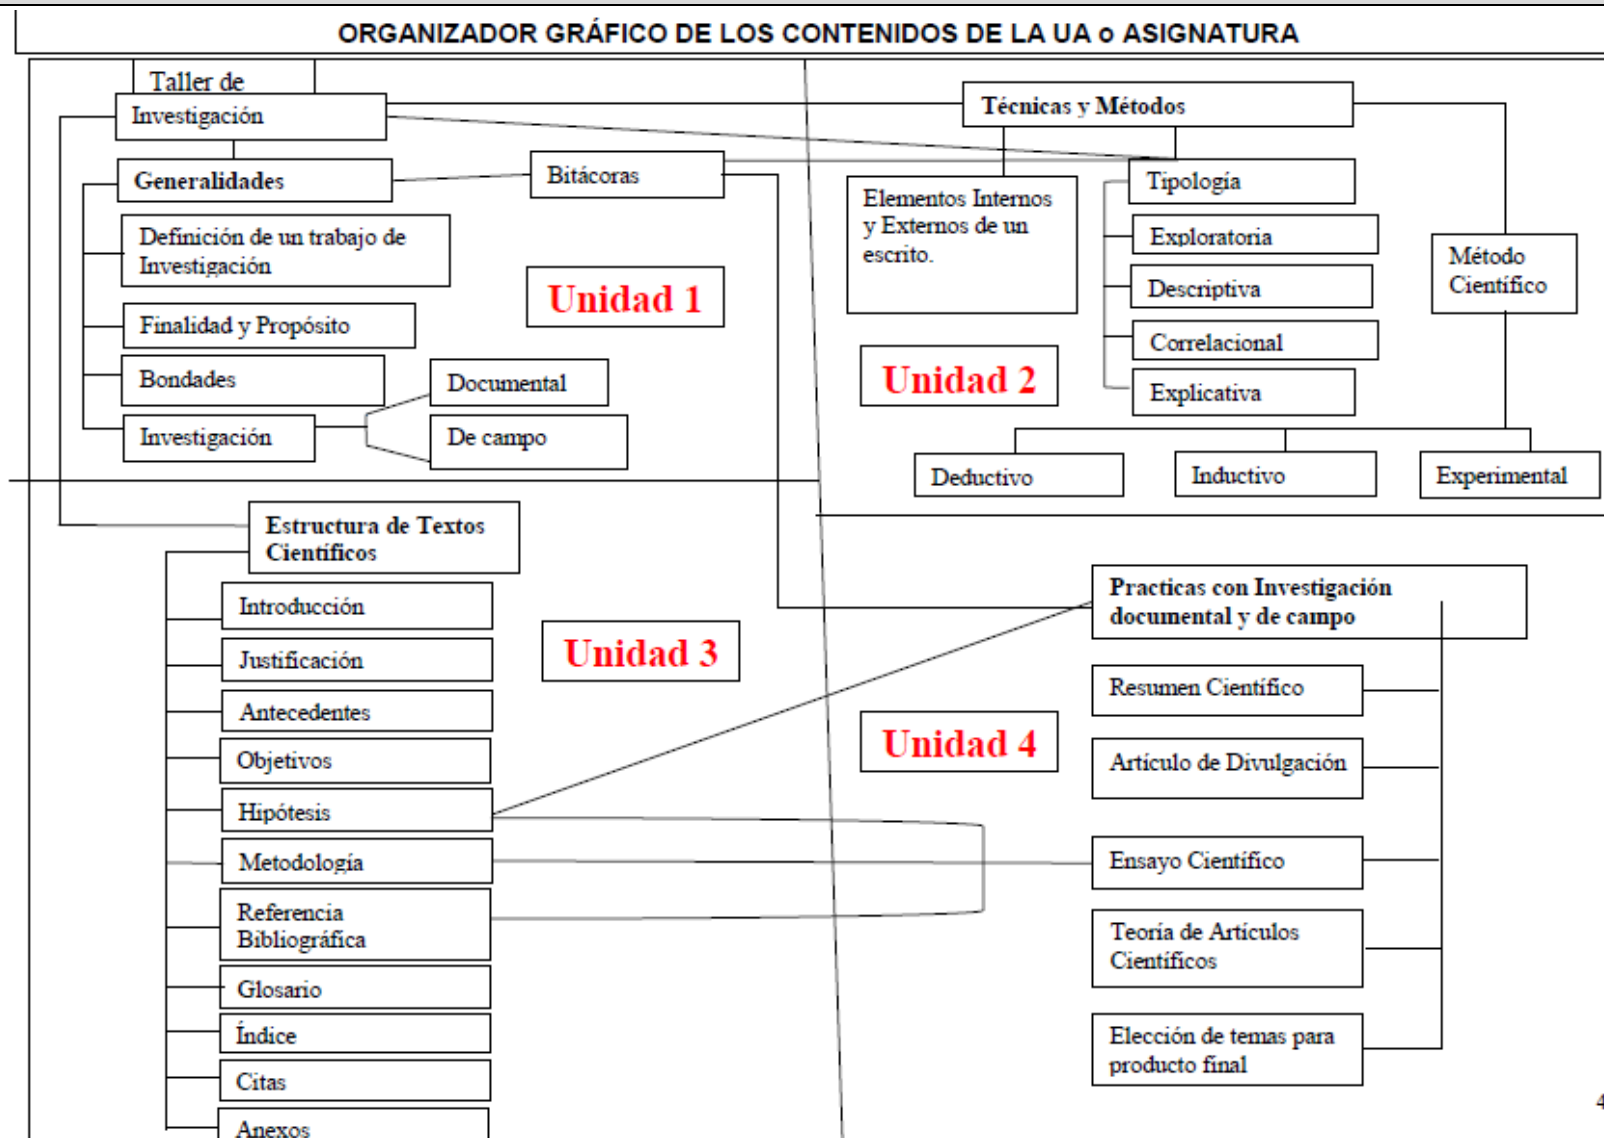 ORGANIZADOR GRÁFICO DE LOS CONTENIDOS DE LA UA o ASIGNATURA
Taller de
Investigación
Generalidades
Bitácoras
Definición de un trabajo de
Investigación
Finalidad y Propósito
Bondades
Investigación
Documental
De campo
Unidad 1
Técnicas y Métodos
Elementos Internos
y Externos de un
escrito.
Tipología
Exploratoria
Descriptiva
Correlacional
Explicativa
Método
Científico
Unidad 2
Deductivo
Inductivo
Experimental
Estructura de Textos
Científicos
Introducción
Justificación
Antecedentes
Objetivos
Hipótesis
Metodología
Referencia
Bibliográfica
Glosario
Índice
Citas
Anexos
Unidad 3
Practicas con Investigación
documental y de campo
Resumen Científico
Artículo de Divulgación
Ensayo Científico
Teoría de Artículos
Científicos
Elección de temas para
producto final
Unidad 4
4